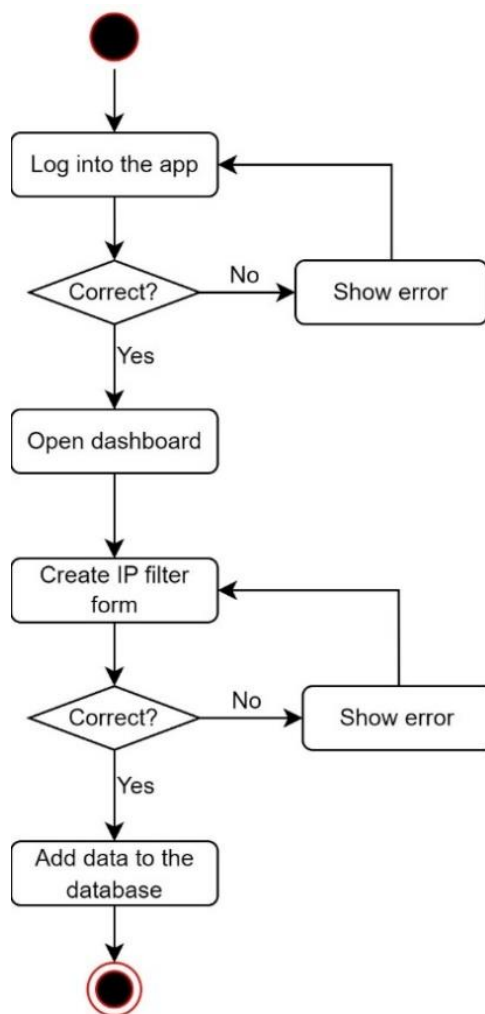 Log into the app
Correct?
No
Show error
Yes
Open dashboard
Create IP filter
form
Correct?
No
Show error
Yes
Add data to the
database